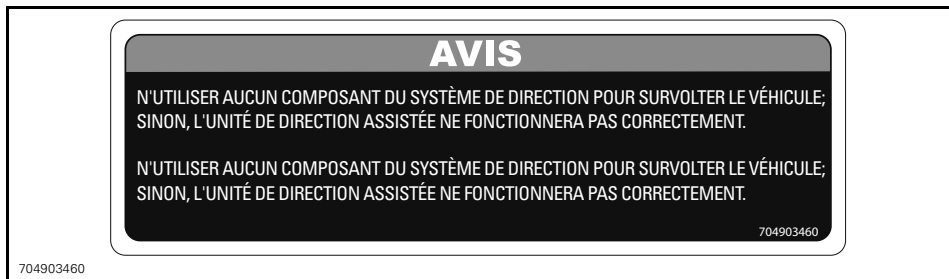 AVIS
N'UTILISER AUCUN COMPOSANT DU SYSTÈME DE DIRECTION POUR SURVOLTER LE VÉHICULE;
SINON, L'UNITÉ DE DIRECTION ASSISTÉE NE FONCTIONNERA PAS CORRECTEMENT.
N'UTILISER AUCUN COMPOSANT DU SYSTÈME DE DIRECTION POUR SURVOLTER LE VÉHICULE;
SINON, L'UNITÉ DE DIRECTION ASSISTÉE NE FONCTIONNERA PAS CORRECTEMENT.
704903460
704903460